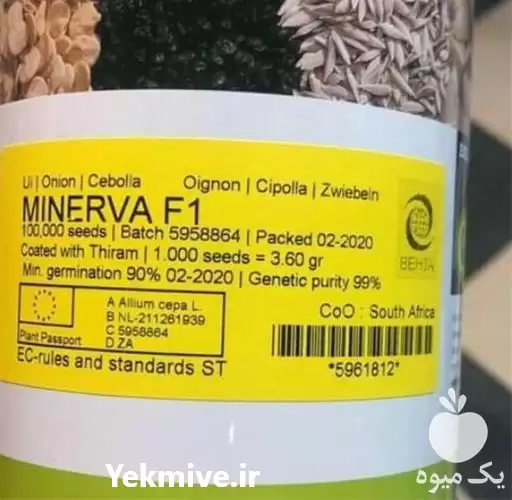 Ui | Onion | Cebolla Oignon | Cipolla | Zwiebeln
MINERVA F1
100,000 seeds | Batch 5958864 | Packed 02-2020
Coated with Thiram | 1.000 seeds = 3.60 gr
Min. germination 90% 02-2020 | Genetic purity 99%
BEHTA
A Allium cepa L.
B NL-211261939
C 5958864
D ZA
Plant Passport
EC-rules and standards ST
CoO : South Africa
*5961812*
یک میوه
Yekmive.ir